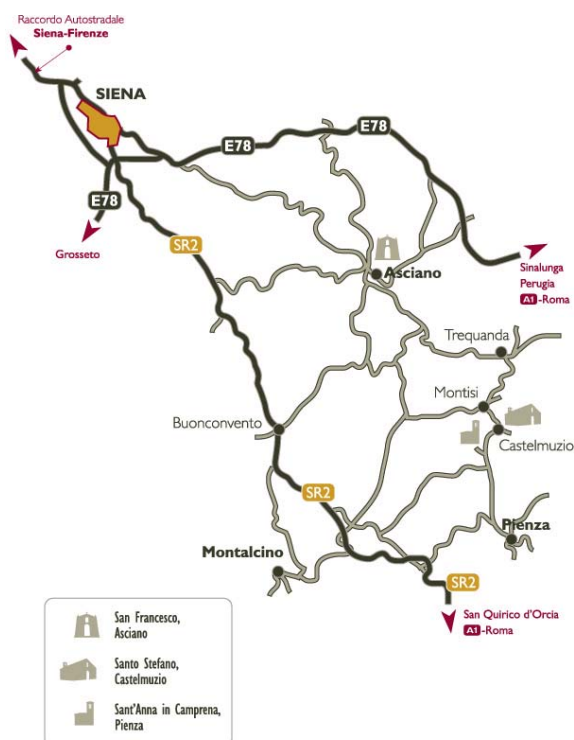 Raccordo Autostradale
Siena-Firenze
SIENA
E78
E78
E78
Grosseto
SR2
Asciano
Sinalunga
Perugia
A1-Roma
Trequanda
Montisi
Buonconvento
Castelmuzio
SR2
Pienza
Montalcino
SR2
San Quirico d'Orcia
A1-Roma
San Francesco,
Asciano
Santo Stefano,
Castelmuzio
Sant'Anna in Camprena,
Pienza